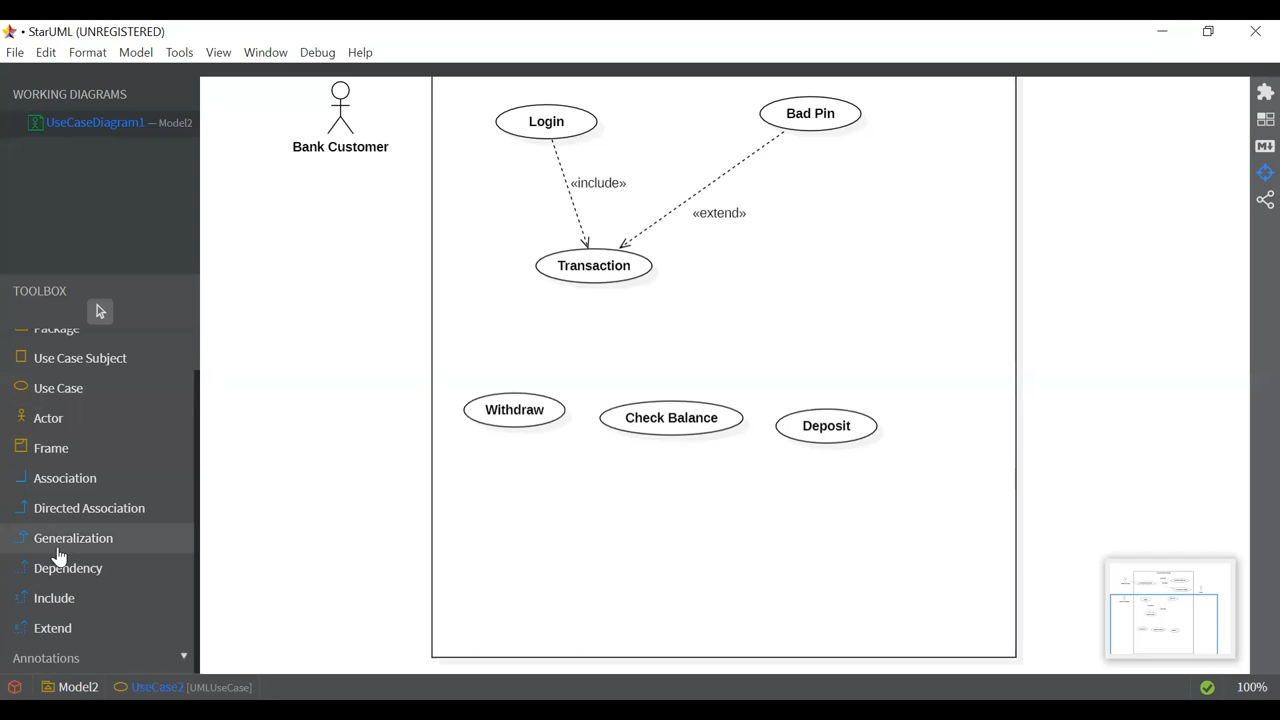 • StarUML (UNREGISTERED)
File Edit Format Model Tools View Window Debug Help
WORKING DIAGRAMS
UseCaseDiagram1 — Model2
TOOLBOX
Package
Use Case Subject
Use Case
Actor
Frame
Association
Directed Association
Generalization
Dependency
Include
Extend
Annotations
Bank Customer
Login
Bad Pin
«include»
«extend»
Transaction
Withdraw
Check Balance
Deposit
Model2 UseCase2 [UMLUseCase]
100%